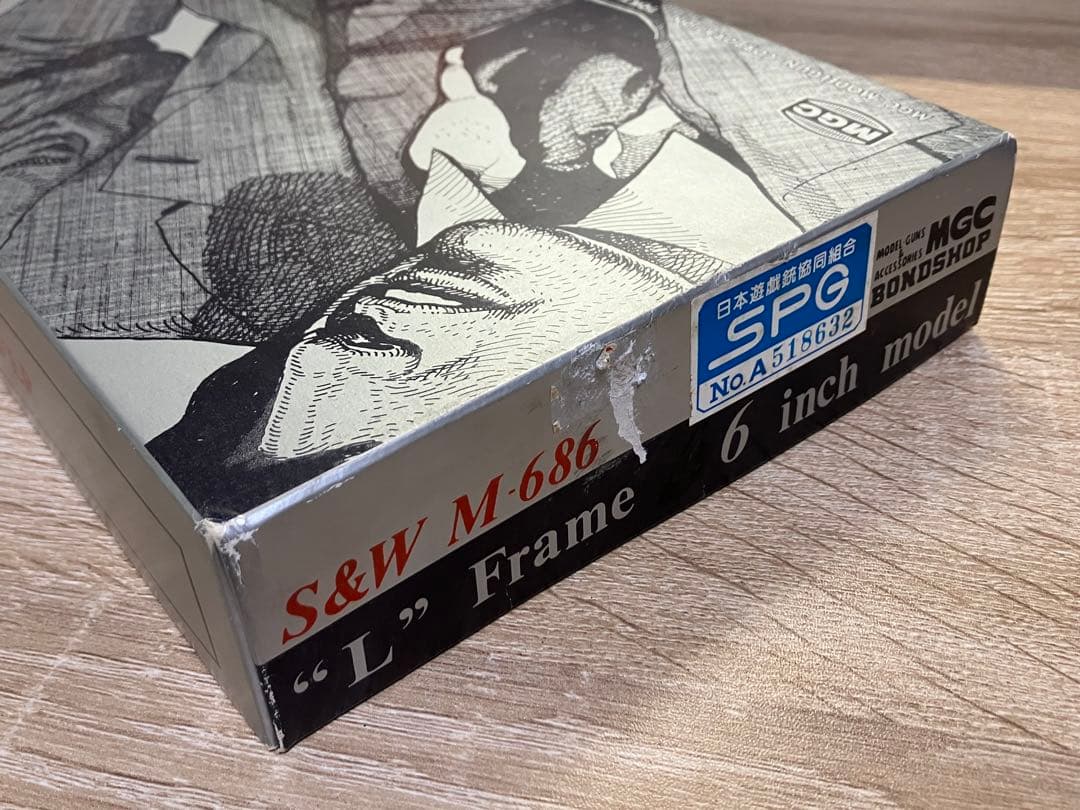 MGC
MODEL-GUNS
&
ACCESSORIES
MGC
BONDSHOP
日本遊戯銃協同組合
SPG
No.A518632
S&W M-686
“L” Frame 6 inch model